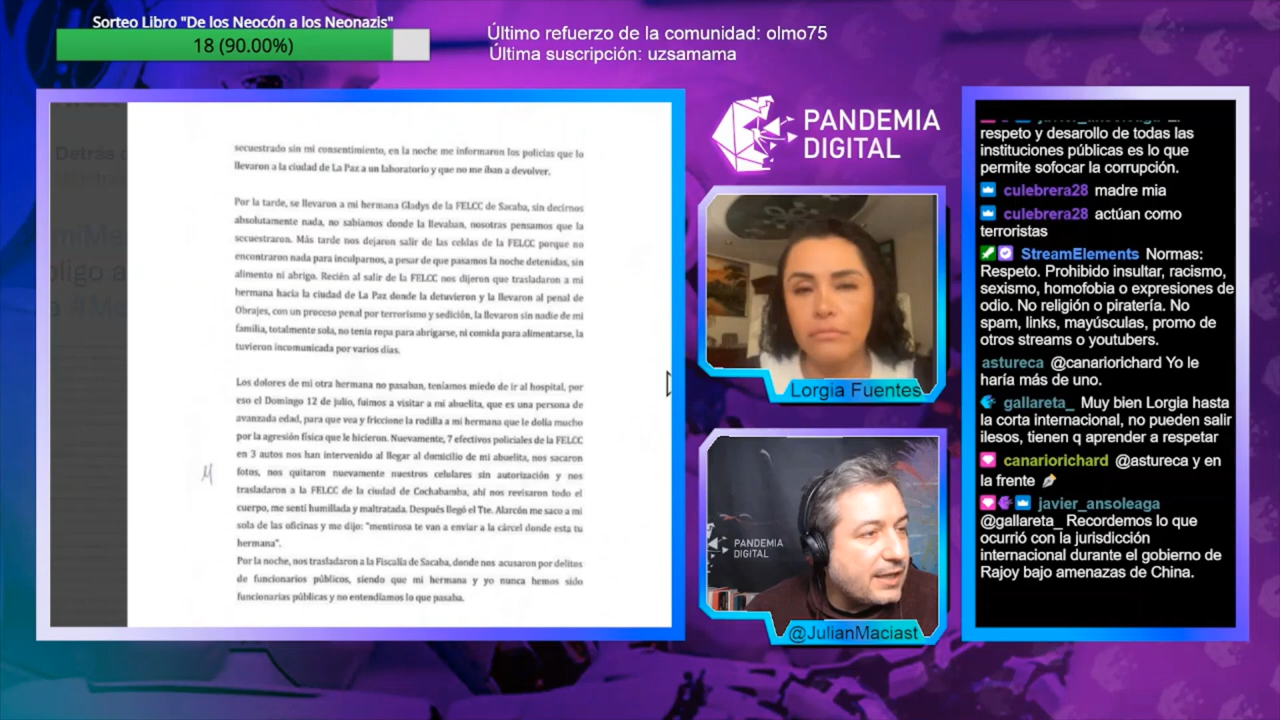 Sorteo Libro "De los Neocón a los Neonazis"
18 (90.00%)
Último refuerzo de la comunidad: olmo75
Última suscripción: uzsamama
secuestrado sin mi consentimiento, en la noche me informaron los policías que lo
llevaron a la ciudad de La Paz a un laboratorio y que no me iban a devolver.
Por la tarde, se llevaron a mi hermana Gladys de la FELCC de Sacaba, sin decirnos
absolutamente nada, no sabíamos donde la llevaban, nosotras pensamos que la
secuestraron. Más tarde nos dejaron salir de las celdas de la FELCC porque no
encontraron nada para inculparnos, a pesar de que pasamos la noche detenidas, sin
alimento ni abrigo. Recién al salir de la FELCC nos dijeron que trasladaron a mi
hermana hacia la ciudad de La Paz donde la detuvieron y la llevaron al penal de
Obrajes, con un proceso penal por terrorismo y sedición, la llevaron sin nadie de mi
familia, totalmente sola, no tenía ropa para abrigarse, ni comida para alimentarse, la
tuvieron incomunicada por varios días.
Los dolores de mi otra hermana no pasaban, teníamos miedo de ir al hospital, por
eso el Domingo 12 de julio, fuimos a visitar a mi abuelita, que es una persona de
avanzada edad, para que vea y friccione la rodilla a mi hermana que le dolía mucho
por la agresión física que le hicieron. Nuevamente, 7 efectivos policiales de la FELCC
en 3 autos nos han intervenido al llegar al domicilio de mi abuelita, nos sacaron
fotos, nos quitaron nuevamente nuestros celulares sin autorización y nos
trasladaron a la FELCC de la ciudad de Cochabamba, ahí nos revisaron todo el
cuerpo, me sentí humillada y maltratada. Después llegó el Tte. Alarcón me saco a mi
sola de las oficinas y me dijo: "mentirosa te van a enviar a la cárcel donde esta tu
hermana".
Por la noche, nos trasladaron a la Fiscalía de Sacaba, donde nos acusaron por delitos
de funcionarios públicos, siendo que mi hermana y yo nunca hemos sido
funcionarias públicas y no entendíamos lo que pasaba.
PANDEMIA
DIGITAL
Lorgia Fuentes
PANDEMIA
DIGITAL
@JulianMaciast
respeto y desarollo de todas las
instituciones públicas es lo que
permite sofocar la corrupción.
culebrera28 madre mia
culebrera28 actúan como
terroristas
StreamElements Normas:
Respeto. Prohibido insultar, racismo,
sexismo, homofobia o expresiones de
odio. No religión o piratería. No
spam, links, mayúsculas, promo de
otros streams o youtubers.
astureca @canariorichard Yo le
haría más de uno.
gallareta_ Muy bien Lorgia hasta
la corta internacional, no pueden salir
ilesos, tienen q aprender a respetar
canariorichard @astureca y en
la frente
javier_ansoleaga
@gallareta_ Recordemos lo que
ocurrió con la jurisdicción
internacional durante el gobierno de
Rajoy bajo amenazas de China.